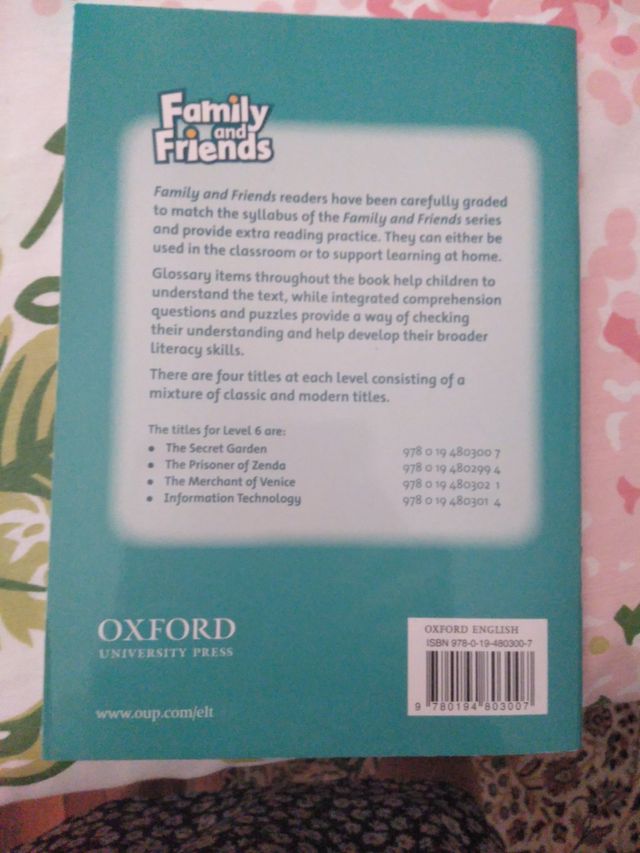 Family
and
Friends
Family and Friends readers have been carefully graded
to match the syllabus of the Family and Friends series
and provide extra reading practice. They can either be
used in the classroom or to support learning at home.
Glossary items throughout the book help children to
understand the text, while integrated comprehension
questions and puzzles provide a way of checking
their understanding and help develop their broader
literacy skills.
There are four titles at each level consisting of a
mixture of classic and modern titles.
The titles for Level 6 are:
• The Secret Garden 978 0 19 480300 7
• The Prisoner of Zenda 978 0 19 480299 4
• The Merchant of Venice 978 0 19 480302 1
• Information Technology 978 0 19 480301 4
OXFORD
UNIVERSITY PRESS
www.oup.com/elt
OXFORD ENGLISH
ISBN 978-0-19-480300-7
9 780194 803007